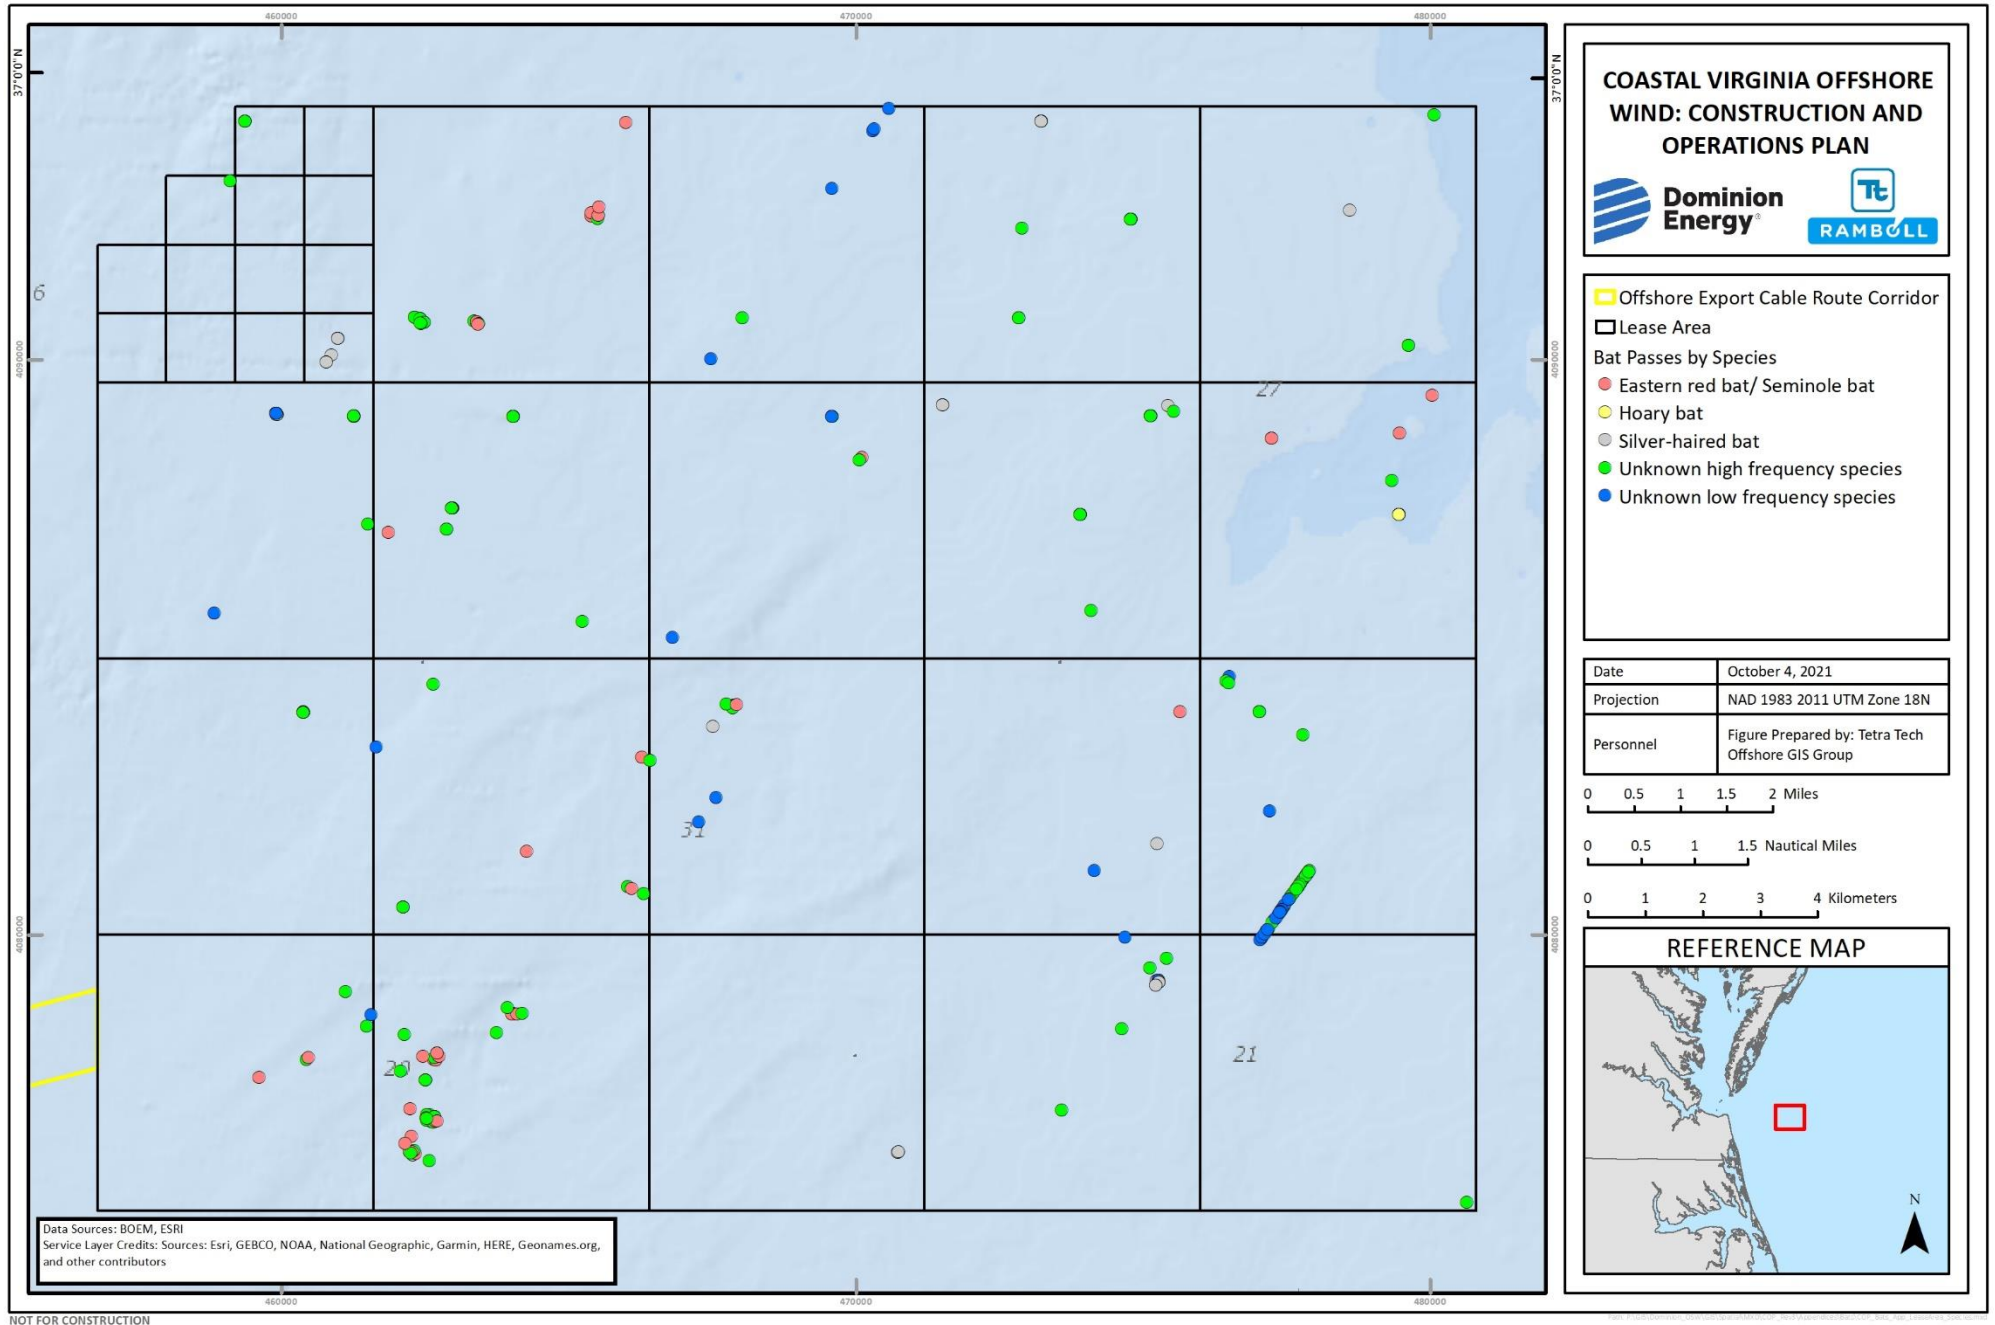 460000
470000
480000
37°0'0"N
37°0'0"N
COASTAL VIRGINIA OFFSHORE
WIND: CONSTRUCTION AND
OPERATIONS PLAN
Dominion
Energy®
Tt
RAMBOLL
6
Offshore Export Cable Route Corridor
Lease Area
Bat Passes by Species
Eastern red bat/ Seminole bat
Hoary bat
Silver-haired bat
Unknown high frequency species
Unknown low frequency species
4090000
4090000
27
Date
October 4, 2021
Projection
NAD 1983 2011 UTM Zone 18N
Personnel
Figure Prepared by: Tetra Tech
Offshore GIS Group
0 0.5 1 1.5 2 Miles
31
0 0.5 1 1.5 Nautical Miles
0 1 2 3 4 Kilometers
4080000
4080000
REFERENCE MAP
21
N
Data Sources: BOEM, ESRI
Service Layer Credits: Sources: Esri, GEBCO, NOAA, National Geographic, Garmin, HERE, Geonames.org,
and other contributors
460000
470000
480000
NOT FOR CONSTRUCTION